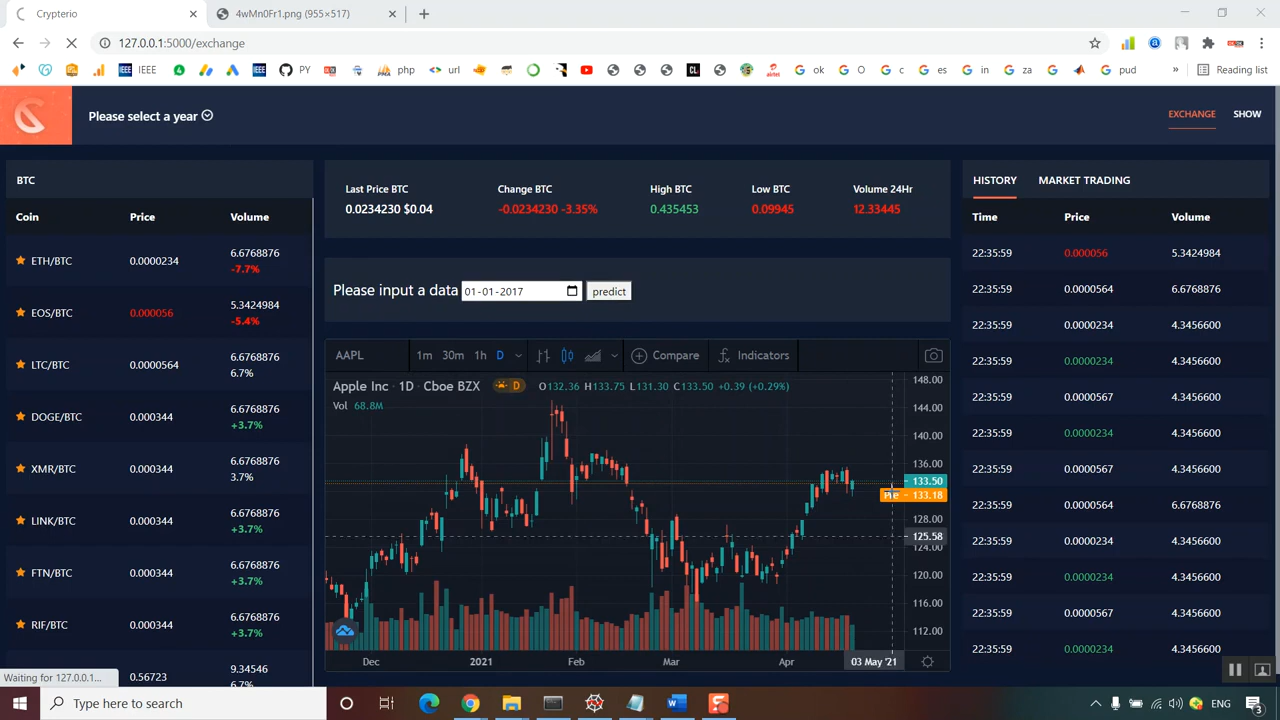 Crypterio
4wMn0Fr1.png (955×517)
127.0.0.1:5000/exchange
IEEE IEEE PY php url ok O c es in za pud » Reading list
Please select a year
EXCHANGE SHOW
BTC
Coin Price Volume
ETH/BTC 0.0000234 6.6768876
-7.7%
EOS/BTC 0.000056 5.3424984
-5.4%
LTC/BTC 0.0000564 6.6768876
6.7%
DOGE/BTC 0.000344 6.6768876
+3.7%
XMR/BTC 0.000344 6.6768876
3.7%
LINK/BTC 0.000344 6.6768876
+3.7%
FTN/BTC 0.000344 6.6768876
+3.7%
RIF/BTC 0.000344 6.6768876
+3.7%
0.56723 9.34546
6.7%
Last Price BTC Change BTC High BTC Low BTC Volume 24Hr
0.0234230 $0.04 -0.0234230 -3.35% 0.435453 0.09945 12.33445
Please input a data 01-01-2017 predict
AAPL 1m 30m 1h D Compare Indicators
Apple Inc · 1D · Cboe BZX D O132.36 H133.75 L131.30 C133.50 +0.39 (+0.29%)
Vol 68.8M
148.00
144.00
140.00
136.00
133.50
133.18
128.00
125.58
124.00
120.00
116.00
112.00
Dec 2021 Feb Mar Apr 03 May '21
HISTORY MARKET TRADING
Time Price Volume
22:35:59 0.000056 5.3424984
22:35:59 0.0000564 6.6768876
22:35:59 0.0000234 4.3456600
22:35:59 0.0000234 4.3456600
22:35:59 0.0000567 4.3456600
22:35:59 0.0000234 4.3456600
22:35:59 0.0000567 4.3456600
22:35:59 0.0000567 6.6768876
22:35:59 0.0000234 4.3456600
22:35:59 0.0000234 4.3456600
22:35:59 0.0000567 4.3456600
22:35:59 0.0000234 4.3456600
Waiting for 127.0.0.1...
Type here to search
ENG
3